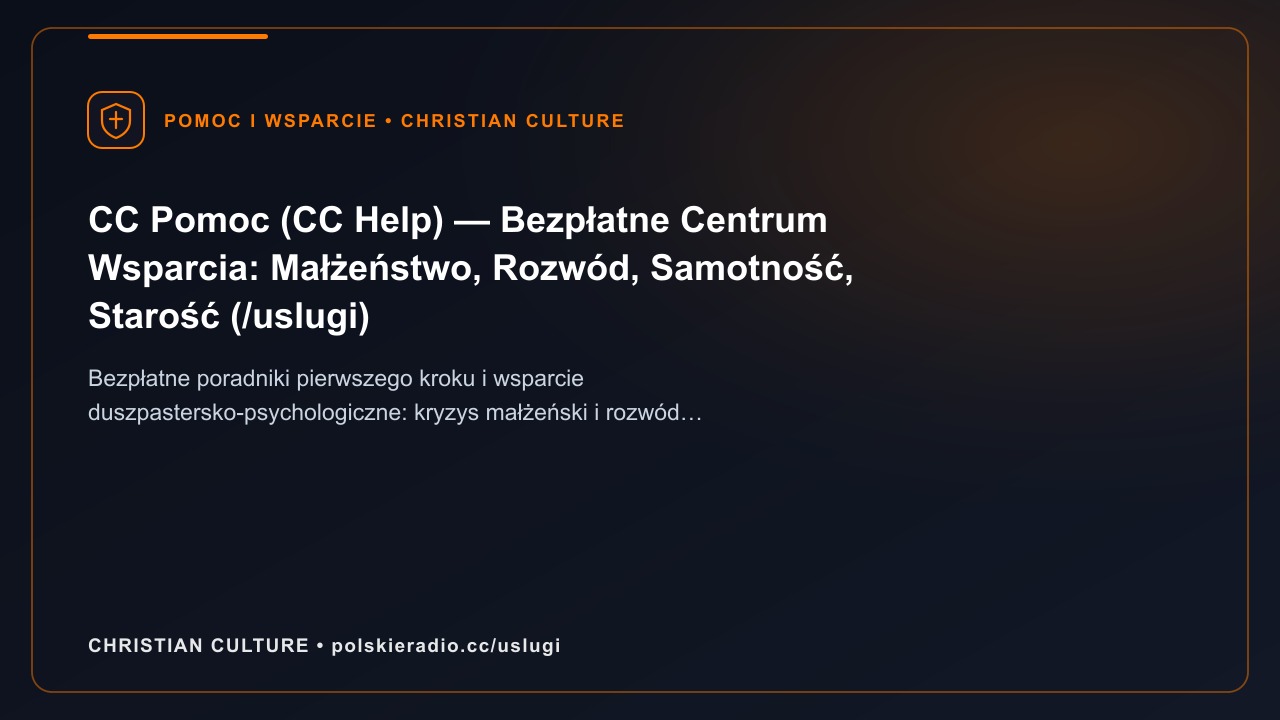 POMOC I WSPARCIE • CHRISTIAN CULTURE
CC Pomoc (CC Help) — Bezpłatne Centrum
Wsparcia: Małżeństwo, Rozwód, Samotność,
Starość (/uslugi)
Bezpłatne poradniki pierwszego kroku i wsparcie
duszpastersko-psychologiczne: kryzys małżeński i rozwód…
CHRISTIAN CULTURE • polskieradio.cc/uslugi